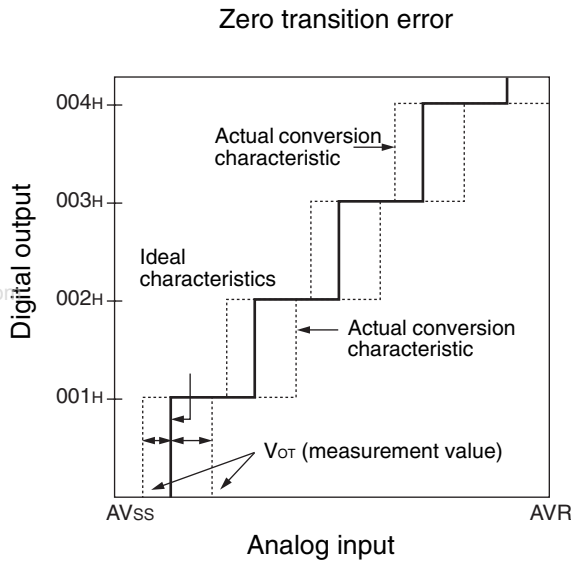 Zero transition error
004H
Actual conversion
characteristic
003H
Ideal
characteristics
002H
Actual conversion
characteristic
001H
VOT (measurement value)
AVSS
AVR
Analog input
Digital output